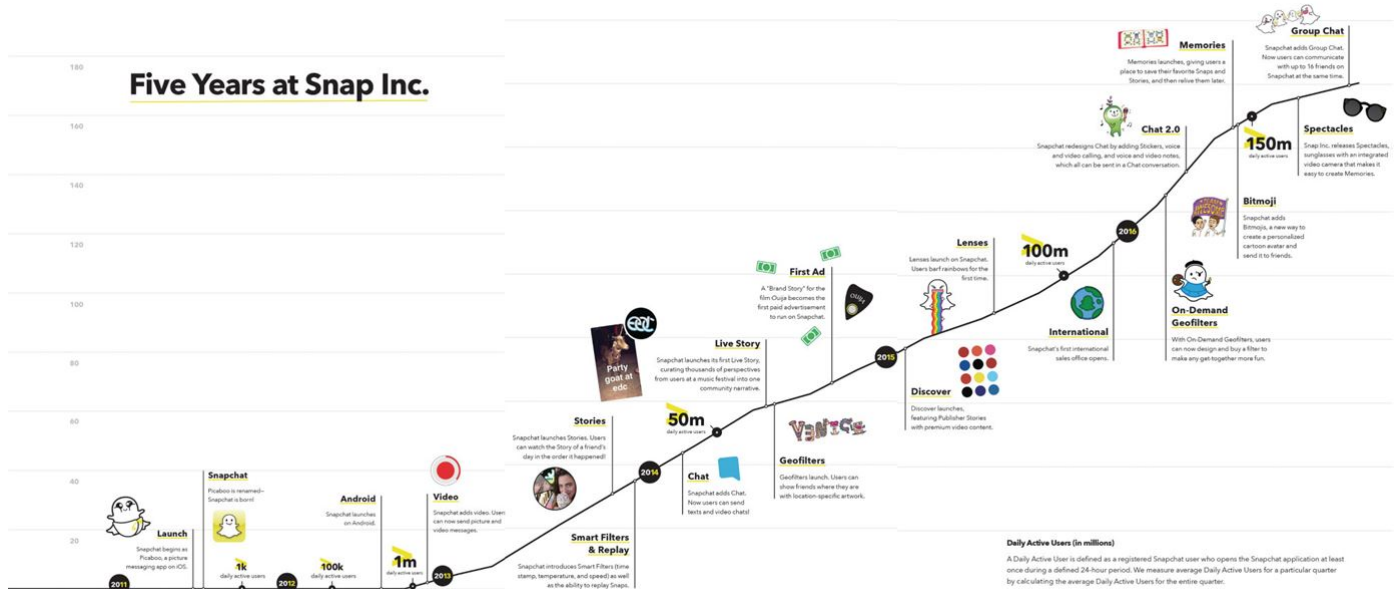 Five Years at Snap Inc.
180
160
140
120
100
80
60
40
20
2011
Launch
Snapchat begins as
Picaboo, a picture
messaging app on iOS.
Snapchat
Picaboo is renamed–
Snapchat is born!
1k
daily active users
2012
100k
daily active users
Android
Snapchat launches
on Android.
1m
daily active users
Video
Snapchat adds video. Users
can now send picture and
video messages.
2013
Stories
Snapchat launches Stories. Users
can watch the Story of a friend's
day in the order it happened!
Smart Filters
& Replay
Snapchat introduces Smart Filters (time
stamp, temperature, and speed) as well
as the ability to replay Snaps.
2014
Party
goat at
edc
EDC
50m
daily active users
Chat
Snapchat adds Chat.
Now users can send
texts and video chats!
Live Story
Snapchat launches its first Live Story,
curating thousands of perspectives
from users at a music festival into one
community narrative.
VENICE
Geofilters
Geofilters launch. Users can
show friends where they are
with location-specific artwork.
First Ad
A "Brand Story" for the
film Ouija becomes the
first paid advertisement
to run on Snapchat.
OUIJA
2015
Discover
Discover launches,
featuring Publisher Stories
with premium video content.
Lenses
Lenses launch on Snapchat.
Users barf rainbows for the
first time.
100m
daily active users
International
Snapchat's first international
sales office opens.
2016
On-Demand
Geofilters
With On-Demand Geofilters, users
can now design and buy a filter to
make any get-together more fun.
Chat 2.0
Snapchat redesigns Chat by adding Stickers, voice
and video calling, and voice and video notes,
which all can be sent in a Chat conversation.
Memories
Memories launches, giving users a
place to save their favorite Snaps and
Stories, and then relive them later.
AWESOME
Bitmoji
Snapchat adds
Bitmojis, a new way to
create a personalized
cartoon avatar and
send it to friends.
150m
daily active users
Spectacles
Snap Inc. releases Spectacles,
sunglasses with an integrated
video camera that makes it
easy to create Memories.
Group Chat
Snapchat adds Group Chat.
Now users can communicate
with up to 16 friends on
Snapchat at the same time.
Daily Active Users (in millions)
A Daily Active User is defined as a registered Snapchat user who opens the Snapchat application at least
once during a defined 24-hour period. We measure average Daily Active Users for a particular quarter
by calculating the average Daily Active Users for the entire quarter.